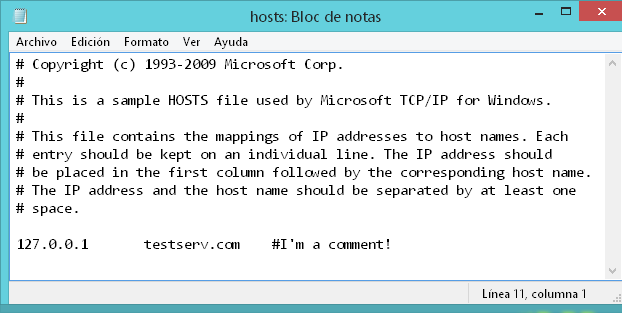 hosts: Bloc de notas
Archivo Edición Formato Ver Ayuda
# Copyright (c) 1993-2009 Microsoft Corp.
#
# This is a sample HOSTS file used by Microsoft TCP/IP for Windows.
#
# This file contains the mappings of IP addresses to host names. Each
# entry should be kept on an individual line. The IP address should
# be placed in the first column followed by the corresponding host name.
# The IP address and the host name should be separated by at least one
# space.
127.0.0.1 testserv.com #I'm a comment!
Línea 11, columna 1